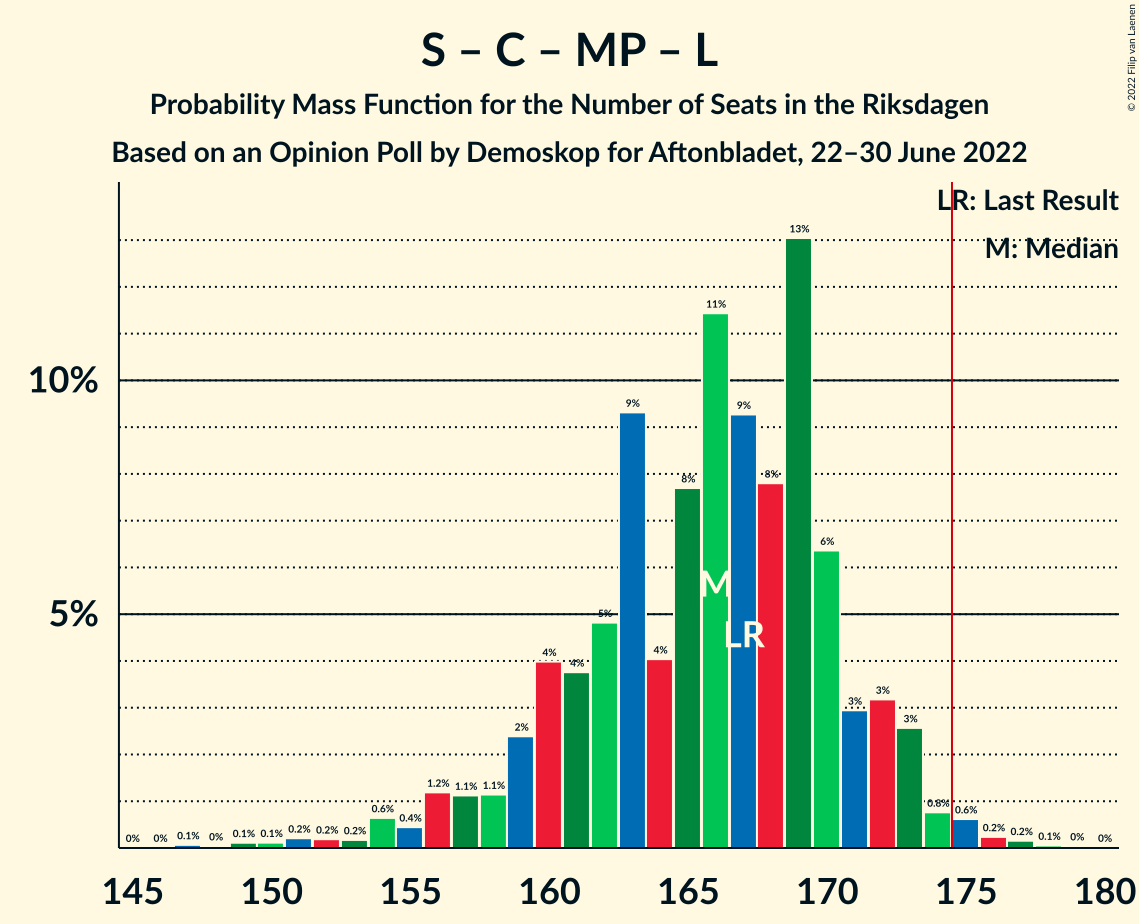 S – C – MP – L
Probability Mass Function for the Number of Seats in the Riksdagen
Based on an Opinion Poll by Demoskop for Aftonbladet, 22–30 June 2022
© 2022 Filip van Laenen
LR: Last Result
M: Median
10%
5%
0% 0% 0.1% 0% 0.1% 0.1% 0.2% 0.2% 0.2% 0.6% 0.4% 1.2% 1.1% 1.1% 2% 4% 4% 5% 9% 4% 8% 11% 9% 8% 13% 6% 3% 3% 3% 0.8% 0.6% 0.2% 0.2% 0.1% 0% 0%
M
LR
145 150 155 160 165 170 175 180